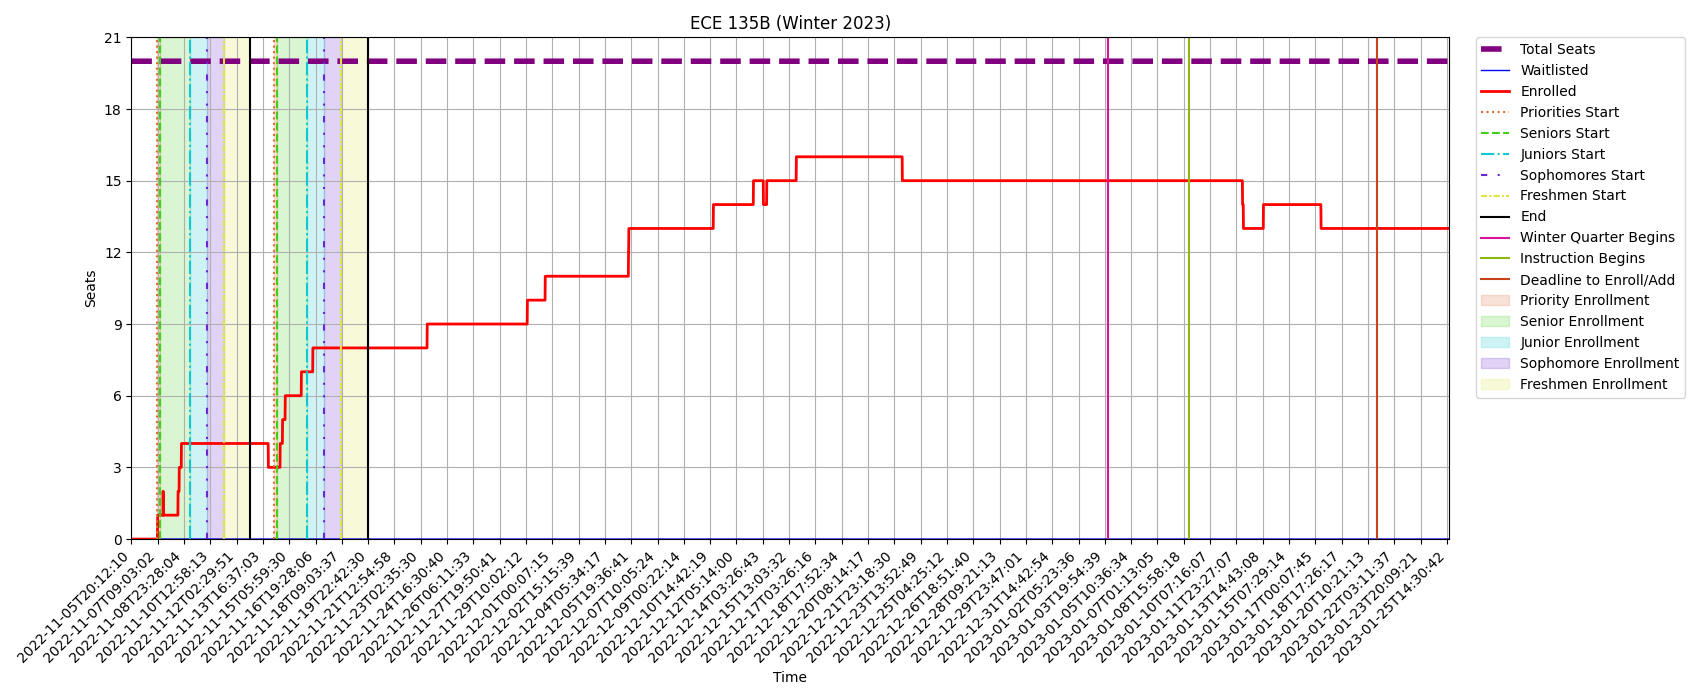 ECE 135B (Winter 2023)
21
18
15
12
9
6
3
0
Seats
2022-11-05T20:12:10
2022-11-07T09:03:02
2022-11-08T23:28:04
2022-11-10T12:58:13
2022-11-12T02:29:51
2022-11-13T16:37:03
2022-11-15T05:59:30
2022-11-16T19:28:06
2022-11-18T09:03:37
2022-11-19T22:42:30
2022-11-21T12:54:58
2022-11-23T02:35:30
2022-11-24T16:30:40
2022-11-26T06:11:33
2022-11-27T19:50:41
2022-11-29T10:02:12
2022-12-01T00:07:15
2022-12-02T15:15:39
2022-12-04T05:34:17
2022-12-05T19:36:41
2022-12-07T10:05:24
2022-12-09T00:22:14
2022-12-10T14:42:19
2022-12-12T05:14:00
2022-12-14T03:26:43
2022-12-15T13:03:32
2022-12-17T03:26:16
2022-12-18T17:52:34
2022-12-20T08:14:17
2022-12-21T23:18:30
2022-12-23T13:52:49
2022-12-25T04:25:12
2022-12-26T18:51:40
2022-12-28T09:21:13
2022-12-29T23:47:01
2022-12-31T14:42:54
2023-01-02T05:23:36
2023-01-03T19:54:39
2023-01-05T10:36:34
2023-01-07T01:13:05
2023-01-08T15:58:18
2023-01-10T07:16:07
2023-01-11T23:27:07
2023-01-13T14:43:08
2023-01-15T07:29:14
2023-01-17T00:07:45
2023-01-18T17:26:17
2023-01-20T10:21:13
2023-01-22T03:11:37
2023-01-23T20:09:21
2023-01-25T14:30:42
Time
Total Seats
Waitlisted
Enrolled
Priorities Start
Seniors Start
Juniors Start
Sophomores Start
Freshmen Start
End
Winter Quarter Begins
Instruction Begins
Deadline to Enroll/Add
Priority Enrollment
Senior Enrollment
Junior Enrollment
Sophomore Enrollment
Freshmen Enrollment